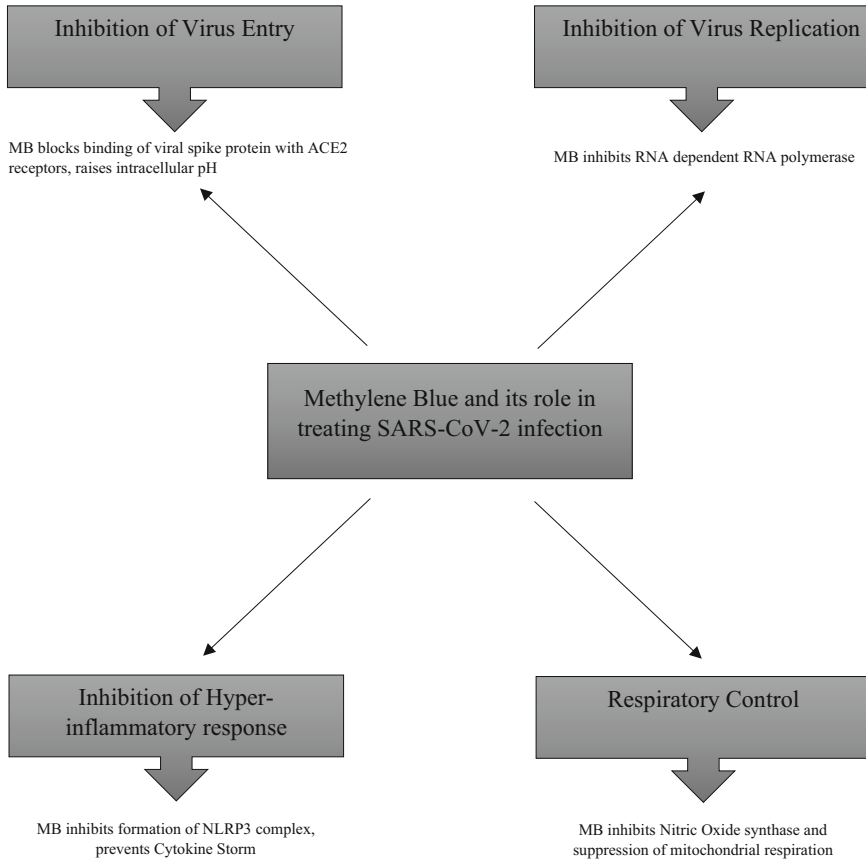 Inhibition of Virus Entry
MB blocks binding of viral spike protein with ACE2
receptors, raises intracellular pH
Inhibition of Virus Replication
MB inhibits RNA dependent RNA polymerase
Methylene Blue and its role in
treating SARS-CoV-2 infection
Inhibition of Hyper-
inflammatory response
MB inhibits formation of NLRP3 complex,
prevents Cytokine Storm
Respiratory Control
MB inhibits Nitric Oxide synthase and
suppression of mitochondrial respiration